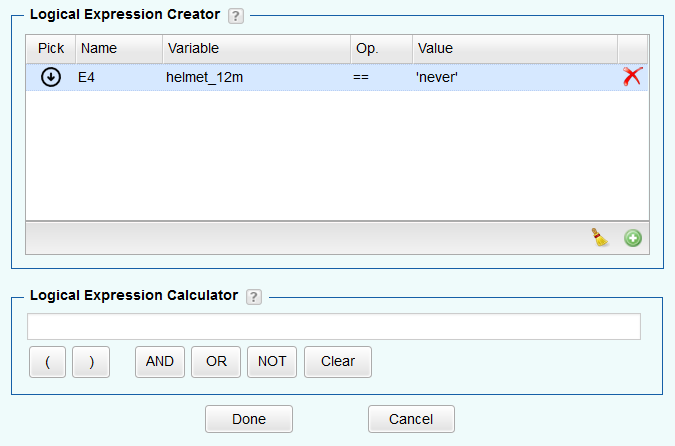 Logical Expression Creator ?
Pick Name Variable Op. Value
E4 helmet_12m == 'never'
Logical Expression Calculator ?
( ) AND OR NOT Clear
Done Cancel